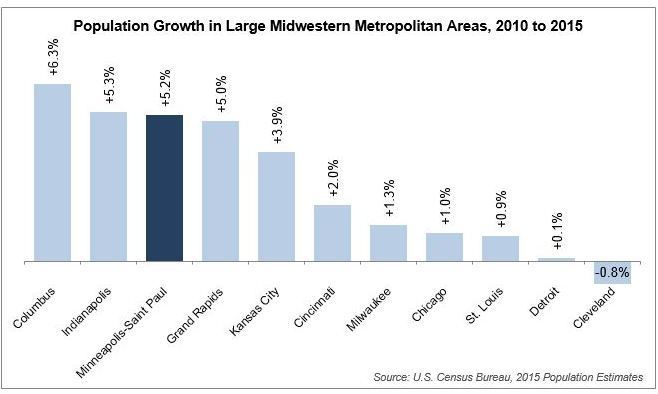 Population Growth in Large Midwestern Metropolitan Areas, 2010 to 2015
+6.3%
+5.3%
+5.2%
+5.0%
+3.9%
+2.0%
+1.3%
+1.0%
+0.9%
+0.1%
-0.8%
Columbus
Indianapolis
Minneapolis-Saint Paul
Grand Rapids
Kansas City
Cincinnati
Milwaukee
Chicago
St. Louis
Detroit
Cleveland
Source: U.S. Census Bureau, 2015 Population Estimates